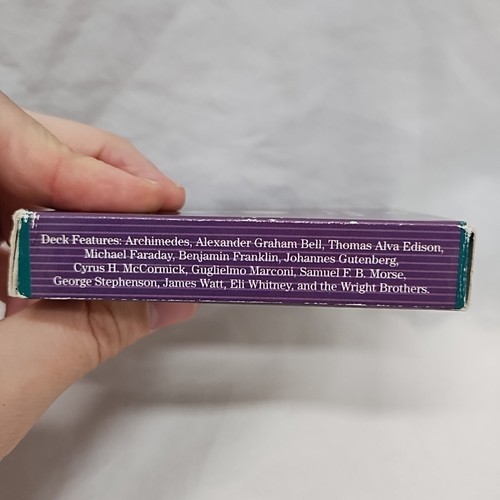 Deck Features: Archimedes, Alexander Graham Bell, Thomas Alva Edison,
Michael Faraday, Benjamin Franklin, Johannes Gutenberg,
Cyrus H. McCormick, Guglielmo Marconi, Samuel F. B. Morse,
George Stephenson, James Watt, Eli Whitney, and the Wright Brothers.